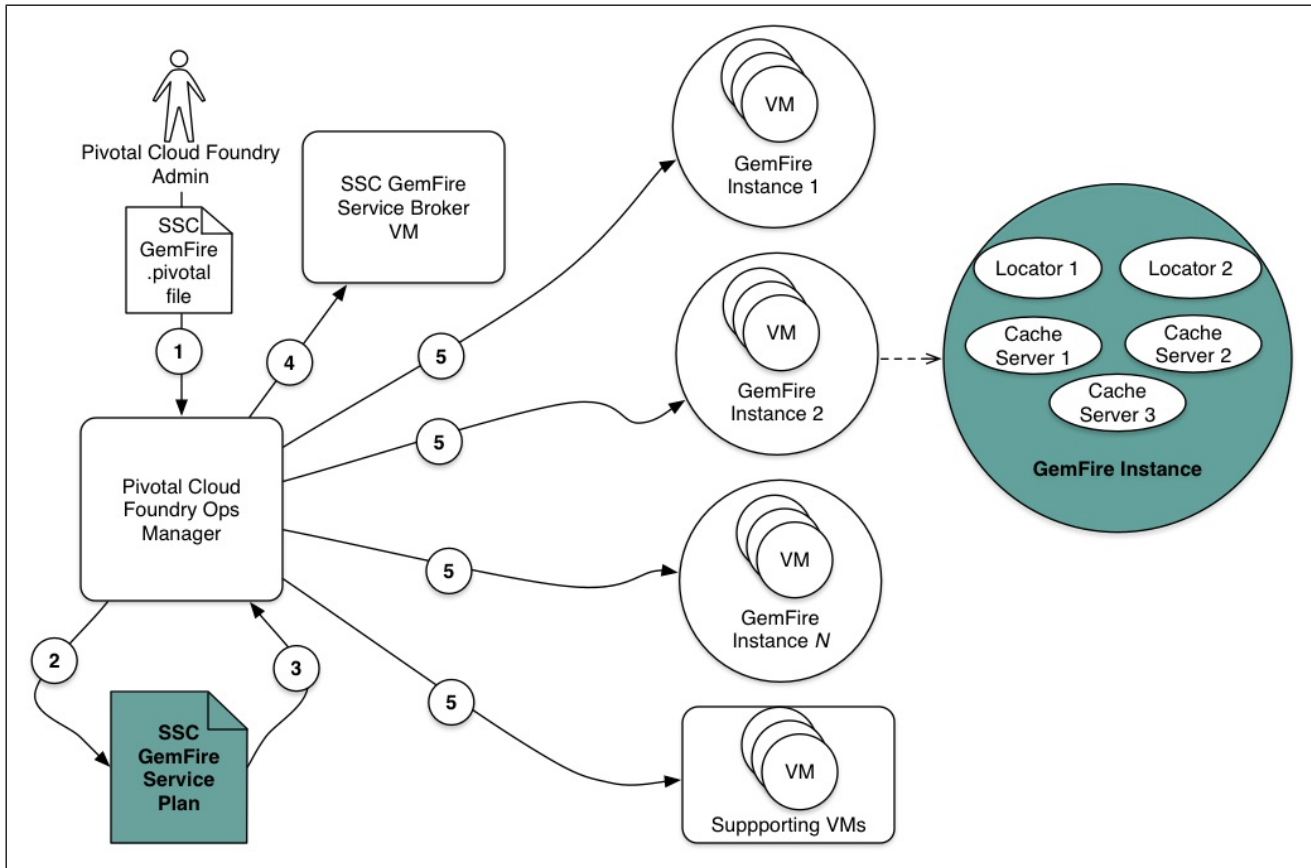 Pivotal Cloud Foundry
Admin
SSC
GemFire
.pivotal
file
1
Pivotal Cloud
Foundry Ops
Manager
2
SSC
GemFire
Service
Plan
3
4
SSC GemFire
Service Broker
VM
5
VM
GemFire
Instance 1
5
VM
GemFire
Instance 2
5
VM
GemFire
Instance N
5
VM
Suppporting VMs
Locator 1
Locator 2
Cache
Server 1
Cache
Server 2
Cache
Server 3
GemFire Instance